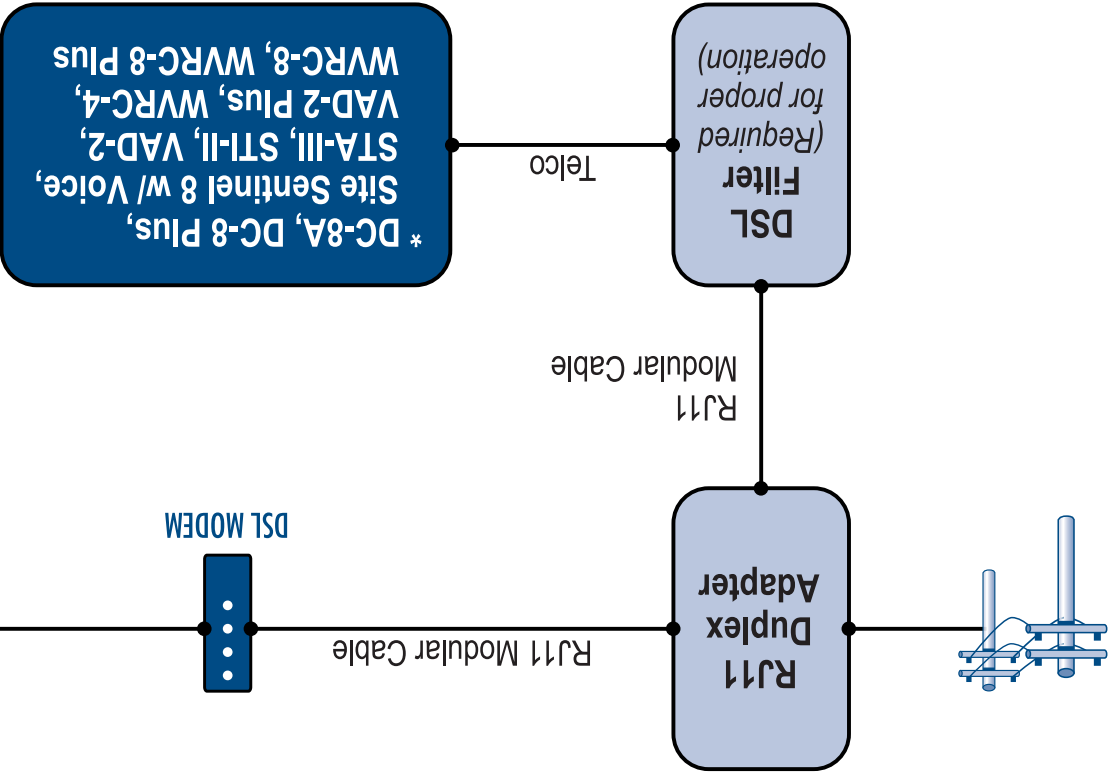 RJ11
Duplex
Adapter
RJ11 Modular Cable
DSL MODEM
RJ11
Modular Cable
DSL
Filter
(Required
for proper
operation)
Telco
* DC-8A, DC-8 Plus,
Site Sentinel 8 w/ Voice,
STA-III, STI-II, VAD-2,
VAD-2 Plus, WVRC-4,
WVRC-8, WVRC-8 Plus